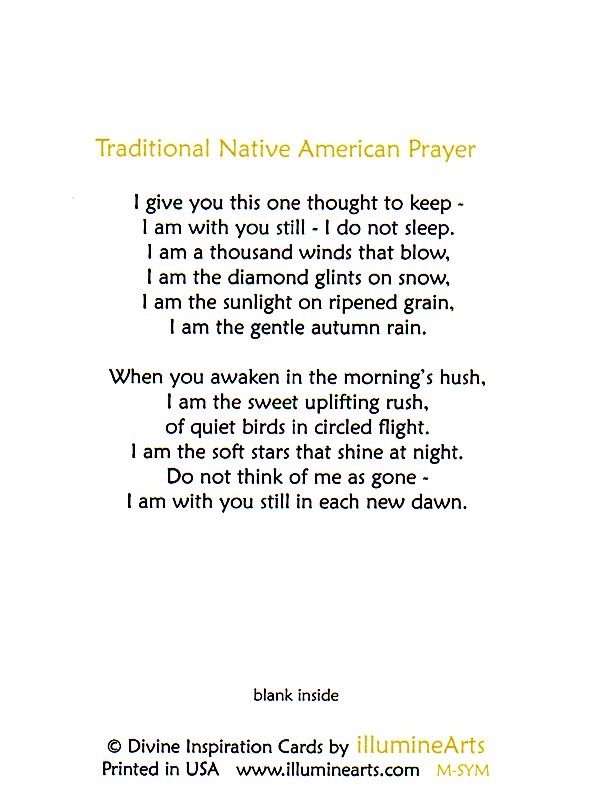 Traditional Native American Prayer
I give you this one thought to keep -
I am with you still - I do not sleep.
I am a thousand winds that blow,
I am the diamond glints on snow,
I am the sunlight on ripened grain,
I am the gentle autumn rain.
When you awaken in the morning's hush,
I am the sweet uplifting rush,
of quiet birds in circled flight.
I am the soft stars that shine at night.
Do not think of me as gone -
I am with you still in each new dawn.
blank inside
© Divine Inspiration Cards by illumineArts
Printed in USA www.illuminearts.com M-SYM